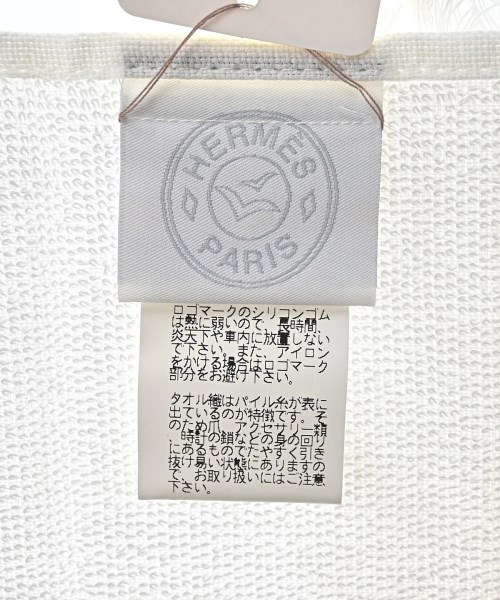 HERMÈS
PARIS
ロゴマークのシリコンゴム
は熱に弱いので、長時間、
炎天下や車内に放置しない
で下さい。また、アイロン
をかける場合はロゴマーク
部分をお避け下さい。
タオル織はパイル糸が表に
出ているのが特徴です。そ
のため爪、アクセサリー類
、時計の鎖などの身の回り
にあるものでたやすく引き
抜け易い状態にありますの
で、お取り扱いにはご注意
下さい。